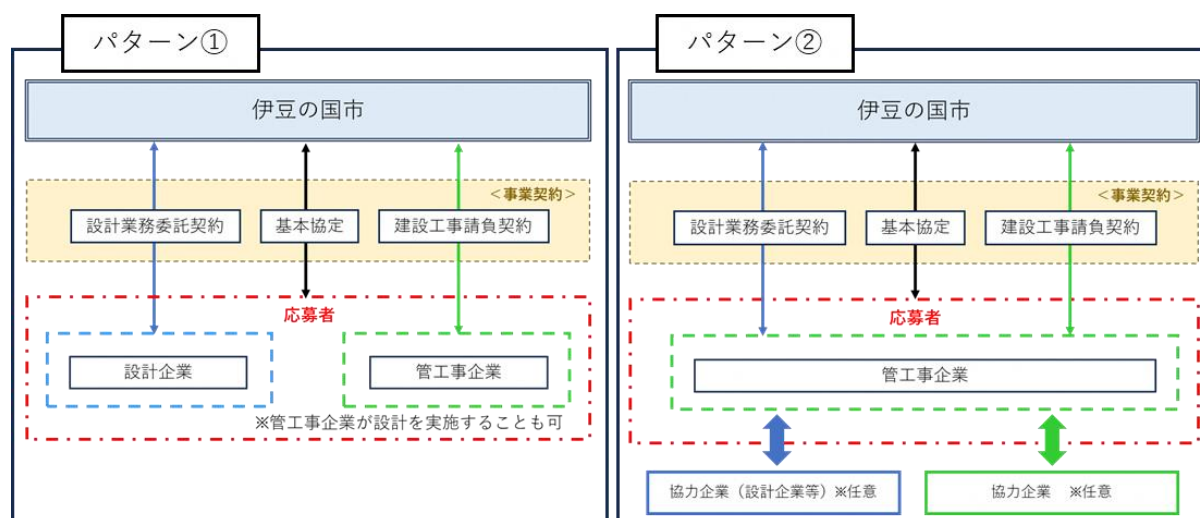 パターン①
伊豆の国市
＜事業契約＞
設計業務委託契約
基本協定
建設工事請負契約
応募者
設計企業
管工事企業
※管工事企業が設計を実施することも可
パターン②
伊豆の国市
＜事業契約＞
設計業務委託契約
基本協定
建設工事請負契約
応募者
管工事企業
協力企業（設計企業等）※任意
協力企業　※任意